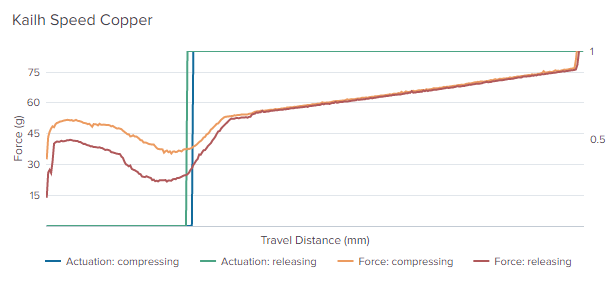 Kailh Speed Copper
1
75
60
45
0.5
30
15
Force (g)
Travel Distance (mm)
Actuation: compressing
Actuation: releasing
Force: compressing
Force: releasing